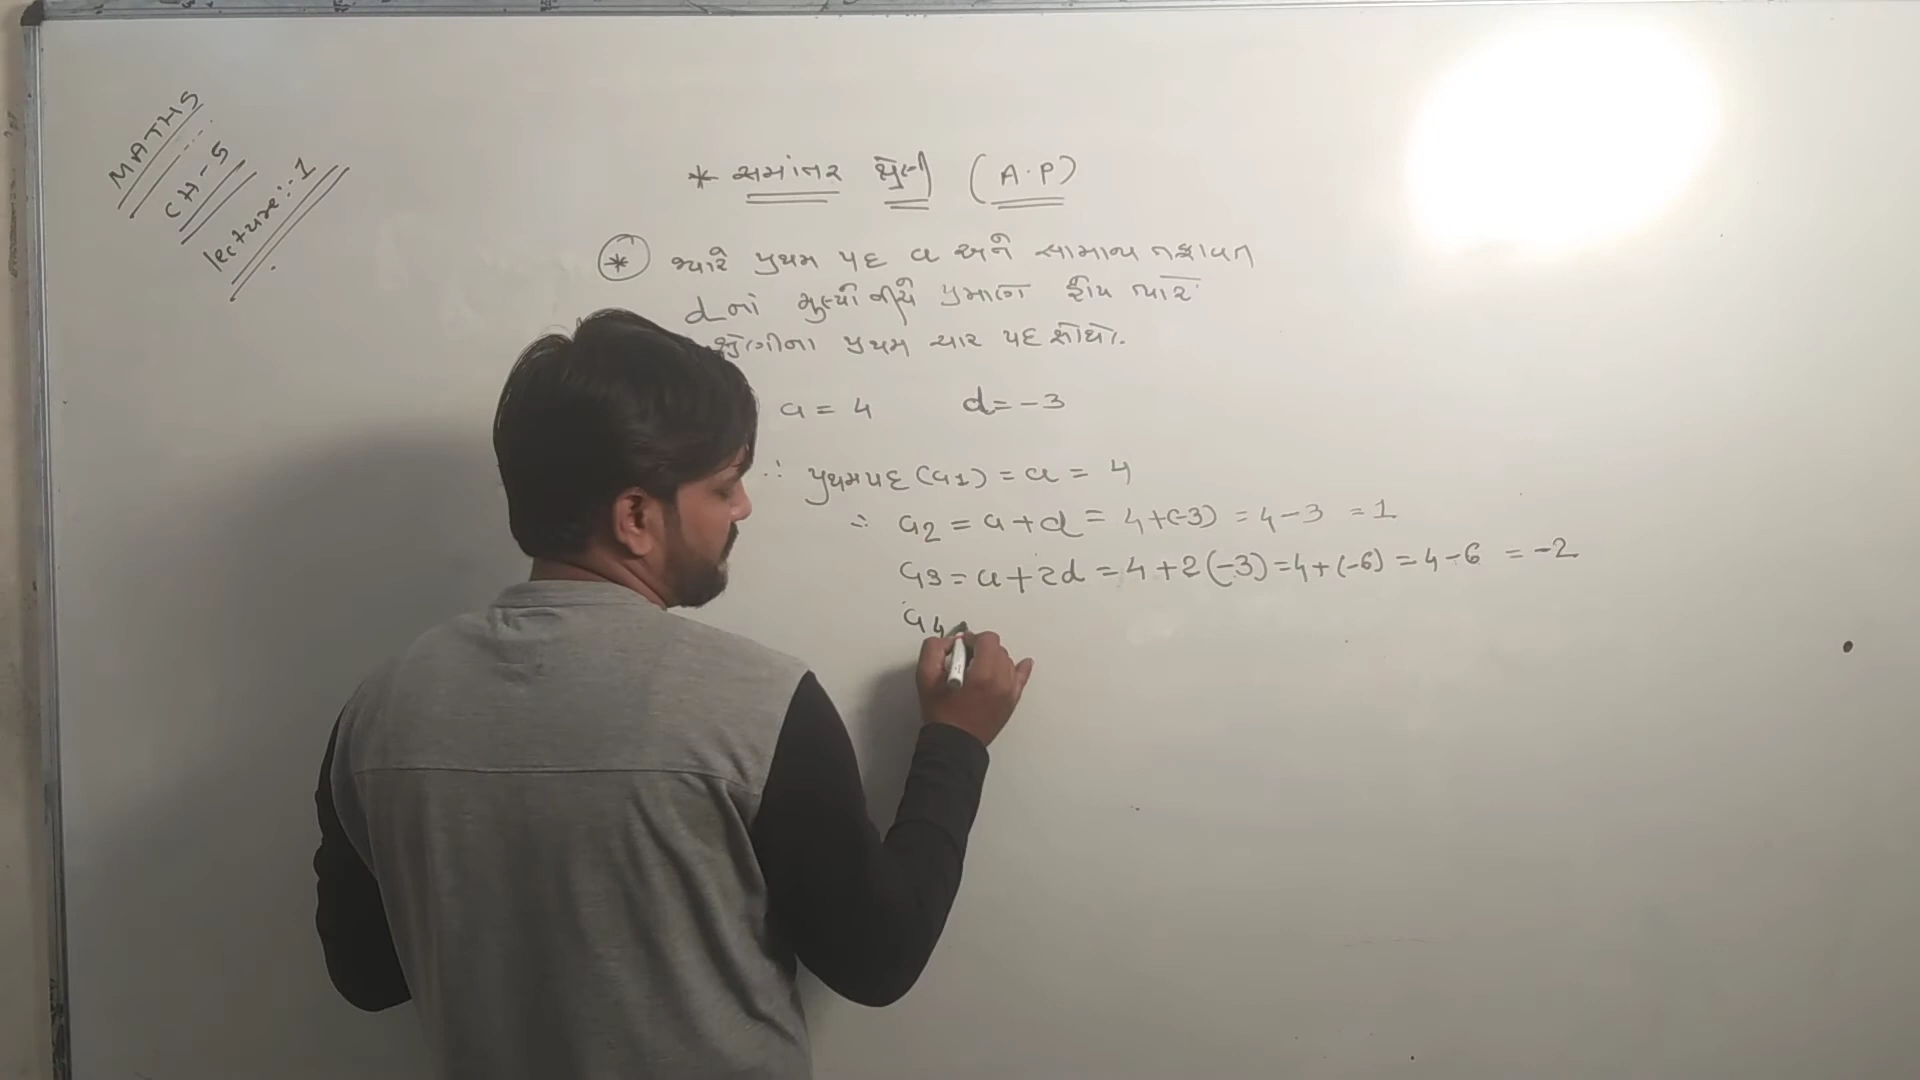 MATHS
CH-5
lecture:-1
* સમાંતર શ્રેણી (A.P)
* જ્યારે પ્રથમ પદ a અને સામાન્ય તફાવત
dનાં મૂલ્યો નીચે પ્રમાણે હોય ત્યારે
શ્રેણીના પ્રથમ ચાર પદ શોધો.
a = 4 d = -3
∴ પ્રથમપદ (a1) = a = 4
∴ a2 = a + d = 4+(-3) = 4-3 = 1
a3 = a + 2d = 4 + 2(-3) = 4+(-6) = 4-6 = -2
a4